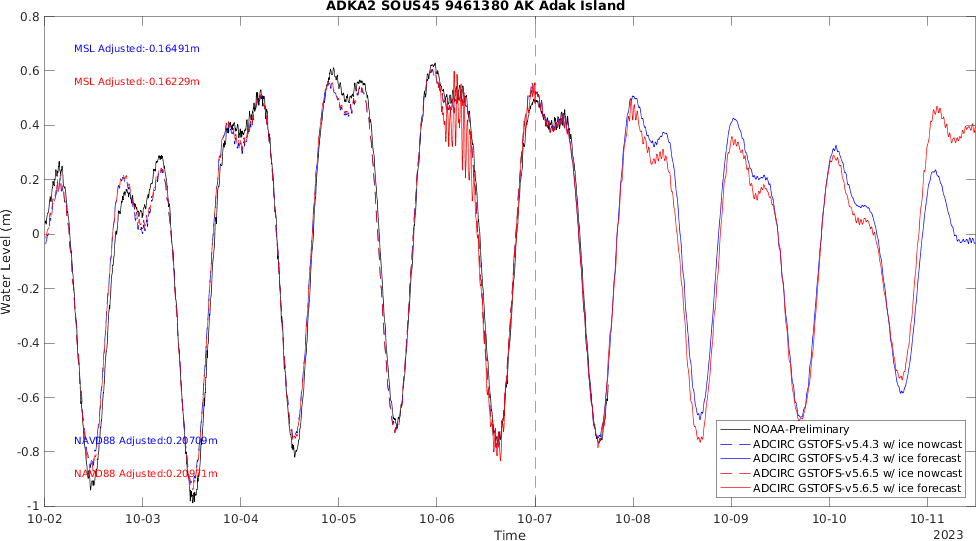 ADKA2 SOUS45 9461380 AK Adak Island
0.8
0.6
0.4
0.2
0
-0.2
-0.4
-0.6
-0.8
-1
Water Level (m)
MSL Adjusted:-0.16491m
MSL Adjusted:-0.16229m
NAVD88 Adjusted:0.20709m
NAVD88 Adjusted:0.20971m
NOAA-Preliminary
ADCIRC GSTOFS-v5.4.3 w/ ice nowcast
ADCIRC GSTOFS-v5.4.3 w/ ice forecast
ADCIRC GSTOFS-v5.6.5 w/ ice nowcast
ADCIRC GSTOFS-v5.6.5 w/ ice forecast
10-02 10-03 10-04 10-05 10-06 10-07 10-08 10-09 10-10 10-11
Time
2023